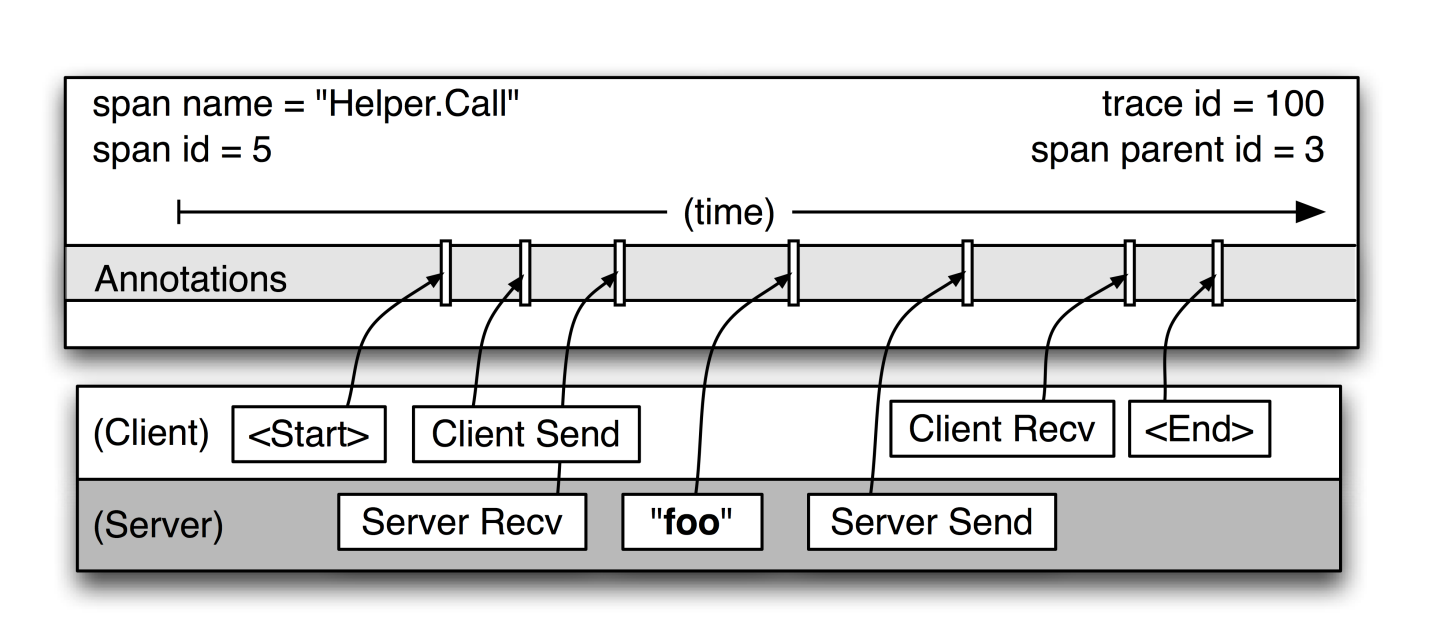 span name = "Helper.Call"
trace id = 100
span id = 5
span parent id = 3
(time)
Annotations
(Client)
<Start>
Client Send
Client Recv
<End>
(Server)
Server Recv
"foo"
Server Send